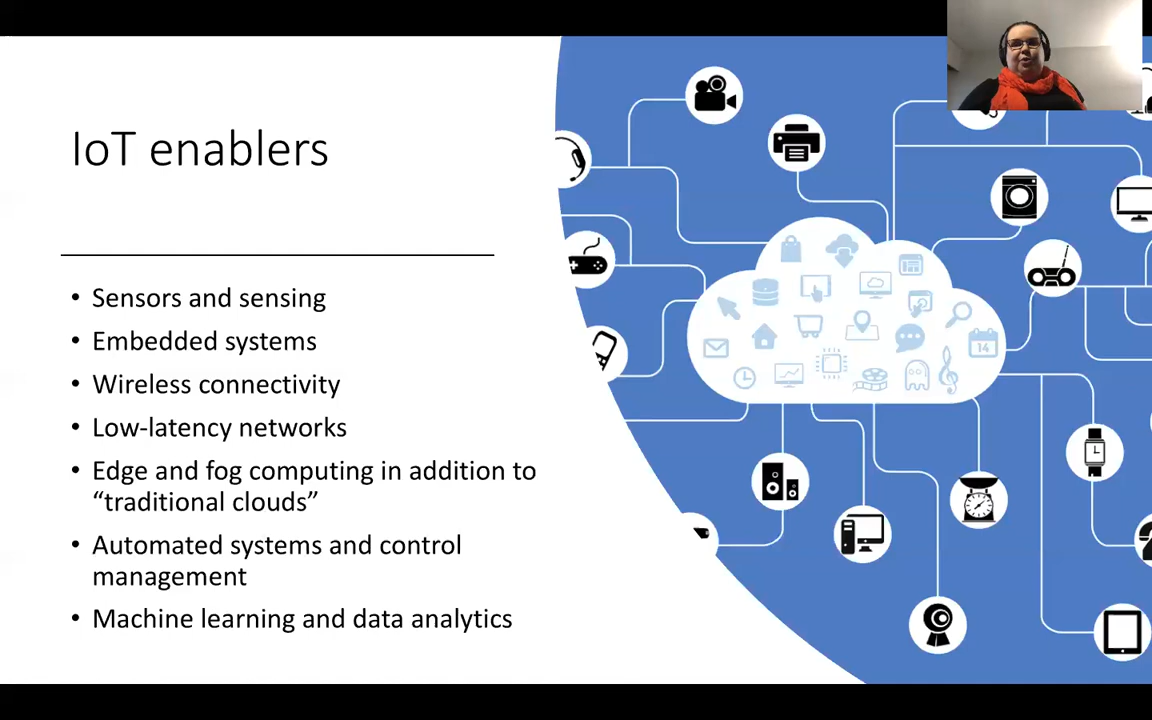 IoT enablers
• Sensors and sensing
• Embedded systems
• Wireless connectivity
• Low-latency networks
• Edge and fog computing in addition to
“traditional clouds”
• Automated systems and control
management
• Machine learning and data analytics
14